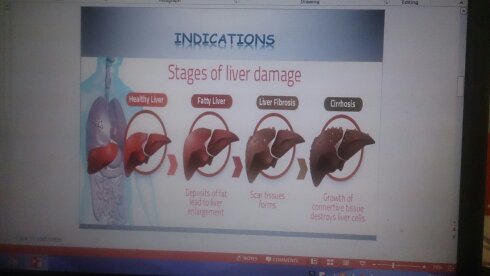 Paragraph
Drawing
Editing
INDICATIONS
Stages of liver damage
Healthy Liver
Fatty Liver
Liver Fibrosis
Cirrhosis
Deposits of fat
lead to liver
enlargement
Scar tissues
forms
Growth of
connective tissue
destroys liver cells
NOTES
COMMENTS